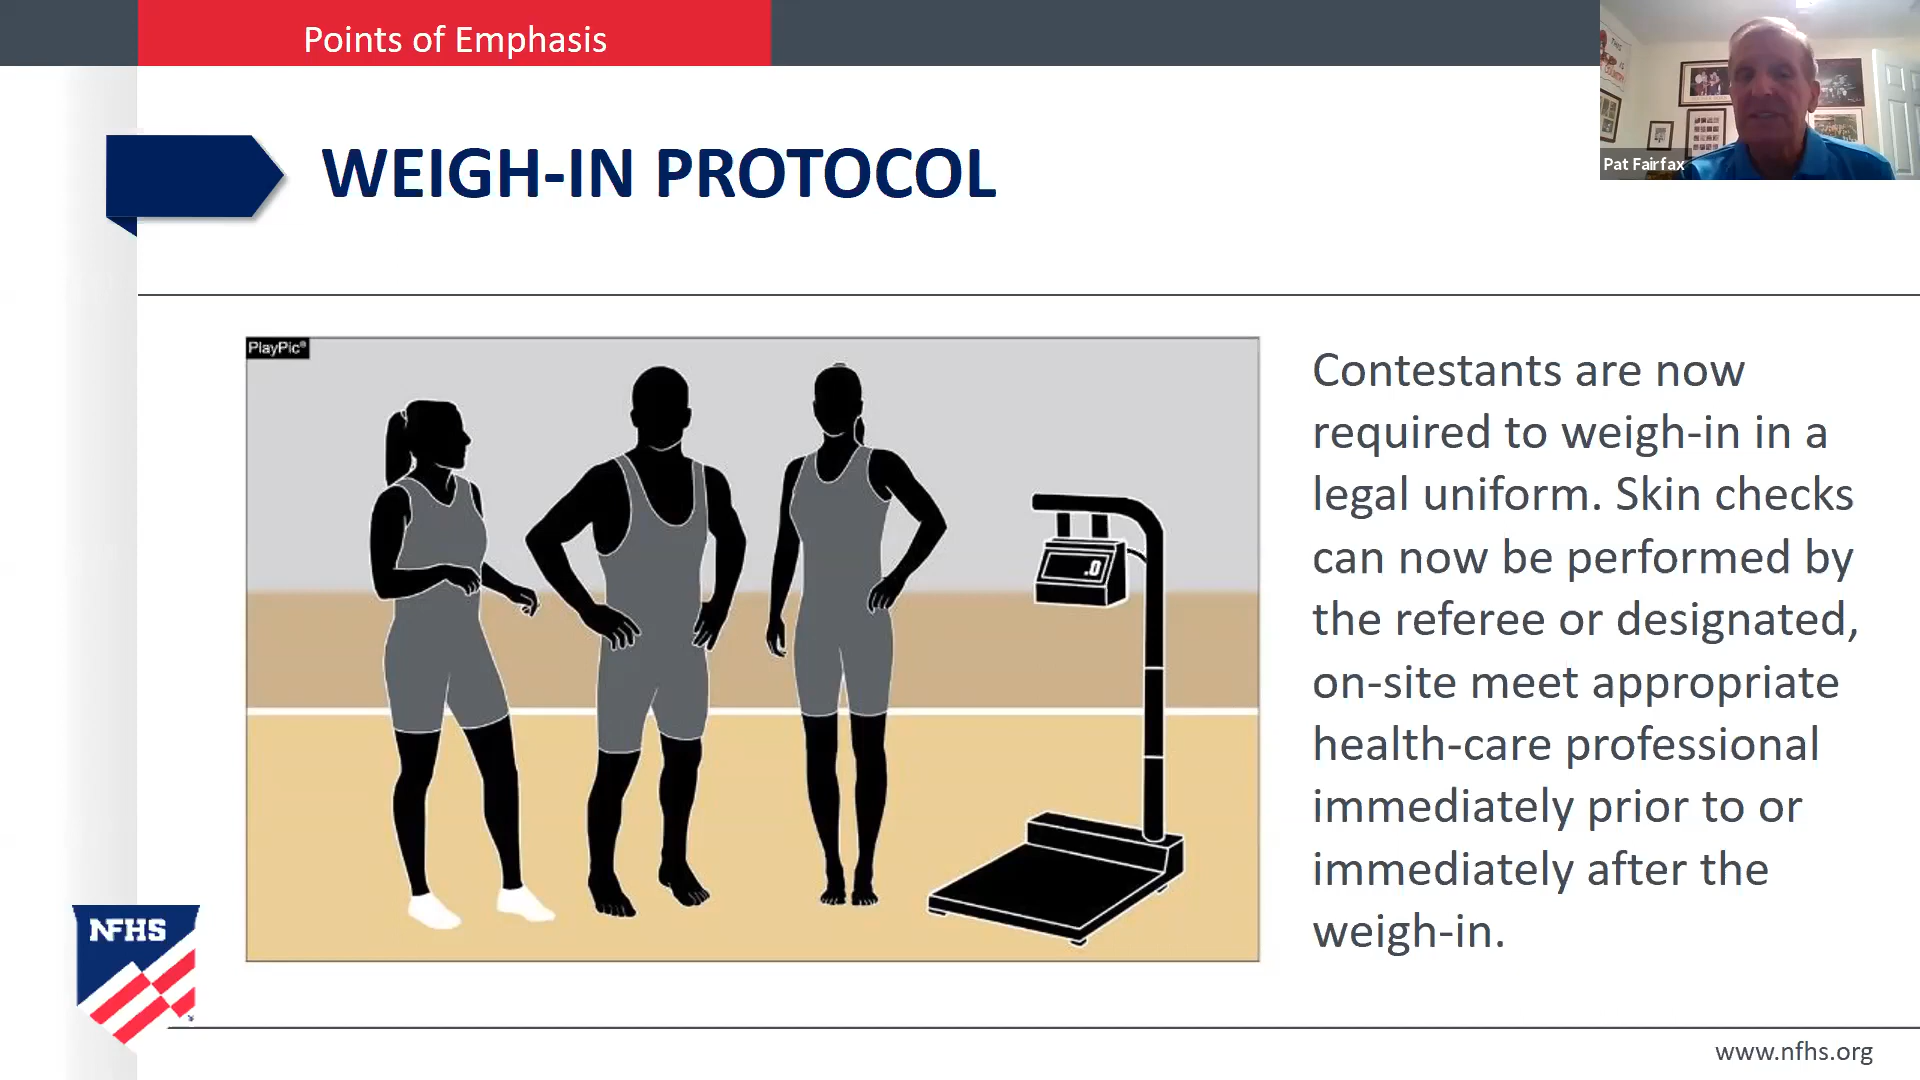 Points of Emphasis
Pat Fairfax
WEIGH-IN PROTOCOL
PlayPic®
.0
Contestants are now
required to weigh-in in a
legal uniform. Skin checks
can now be performed by
the referee or designated,
on-site meet appropriate
health-care professional
immediately prior to or
immediately after the
weigh-in.
NFHS
www.nfhs.org